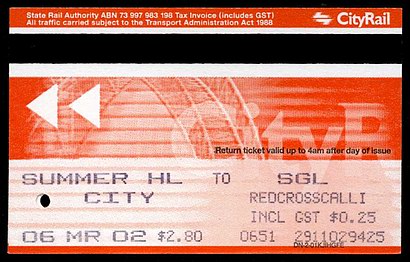 State Rail Authority ABN 73 997 983 198 Tax Invoice (includes GST)
All traffic carried subject to the Transport Administration Act 1988
CityRail
CityR
Return ticket valid up to 4am after day of issue
SUMMER HL TO SGL
CITY REDCROSSCALLI
INCL GST $0.25
06 MR 02 $2.80 0651 2911029425